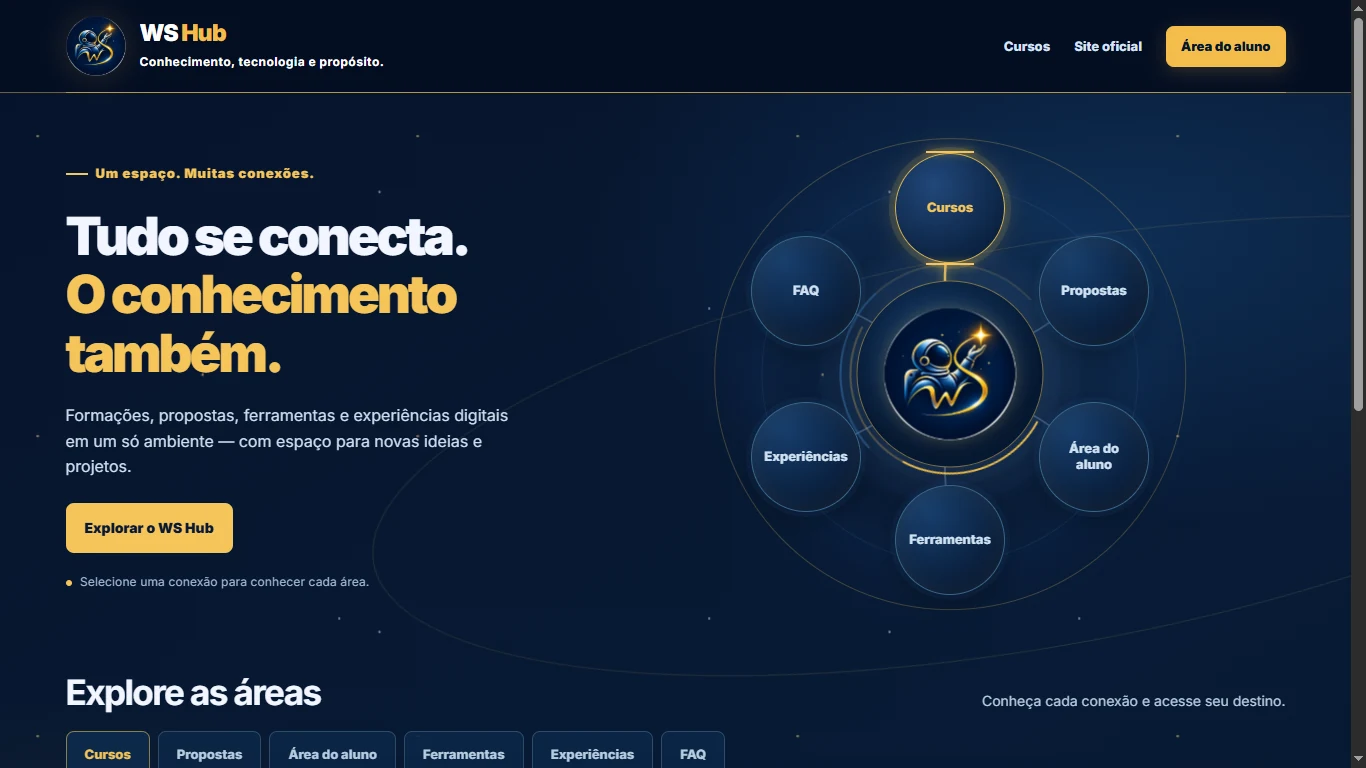 WS Hub
Conhecimento, tecnologia e propósito.
Cursos
Site oficial
Área do aluno
Um espaço. Muitas conexões.
Tudo se conecta.
O conhecimento
também.
Formações, propostas, ferramentas e experiências digitais
em um só ambiente — com espaço para novas ideias e
projetos.
Explorar o WS Hub
Selecione uma conexão para conhecer cada área.
Cursos
FAQ
Propostas
Experiências
Área do
aluno
Ferramentas
Explore as áreas
Conheça cada conexão e acesse seu destino.
Cursos
Propostas
Área do aluno
Ferramentas
Experiências
FAQ